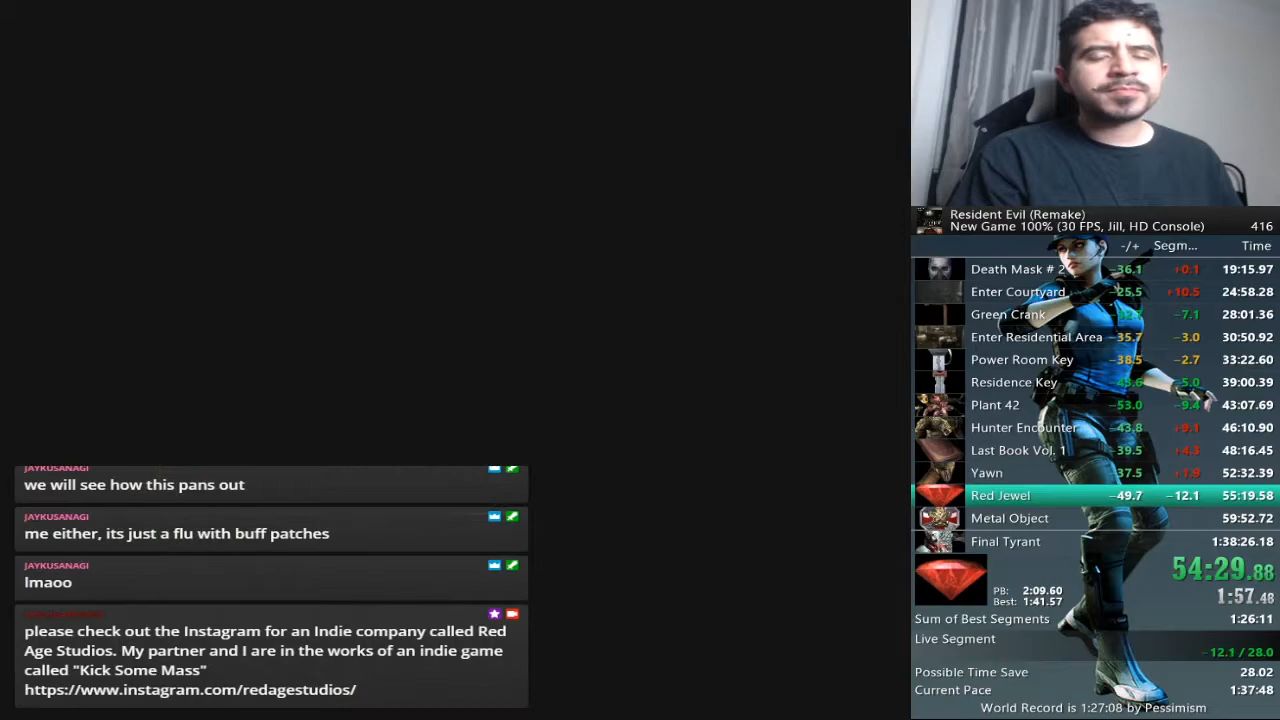 JAYKUSANAGI
we will see how this pans out
JAYKUSANAGI
me either, its just a flu with buff patches
JAYKUSANAGI
lmaoo
please check out the Instagram for an Indie company called Red
Age Studios. My partner and I are in the works of an indie game
called "Kick Some Mass"
https://www.instagram.com/redagestudios/
Resident Evil (Remake)
New Game 100% (30 FPS, Jill, HD Console) 416
-/+ Segm... Time
Death Mask # 2 -36.1 +0.1 19:15.97
Enter Courtyard -25.5 +10.5 24:58.28
Green Crank -7.1 28:01.36
Enter Residential Area -35.7 -3.0 30:50.92
Power Room Key -38.5 -2.7 33:22.60
Residence Key -43.6 -5.0 39:00.39
Plant 42 -53.0 -9.4 43:07.69
Hunter Encounter -43.8 +9.1 46:10.90
Last Book Vol. 1 -39.5 +4.3 48:16.45
Yawn -37.5 +1.9 52:32.39
Red Jewel -49.7 -12.1 55:19.58
Metal Object 59:52.72
Final Tyrant 1:38:26.18
54:29.88
PB: 2:09.60
Best: 1:41.57
1:57.48
Sum of Best Segments 1:26:11
Live Segment
-12.1 / 28.0
Possible Time Save 28.02
Current Pace 1:37:48
World Record is 1:27:08 by Pessimism